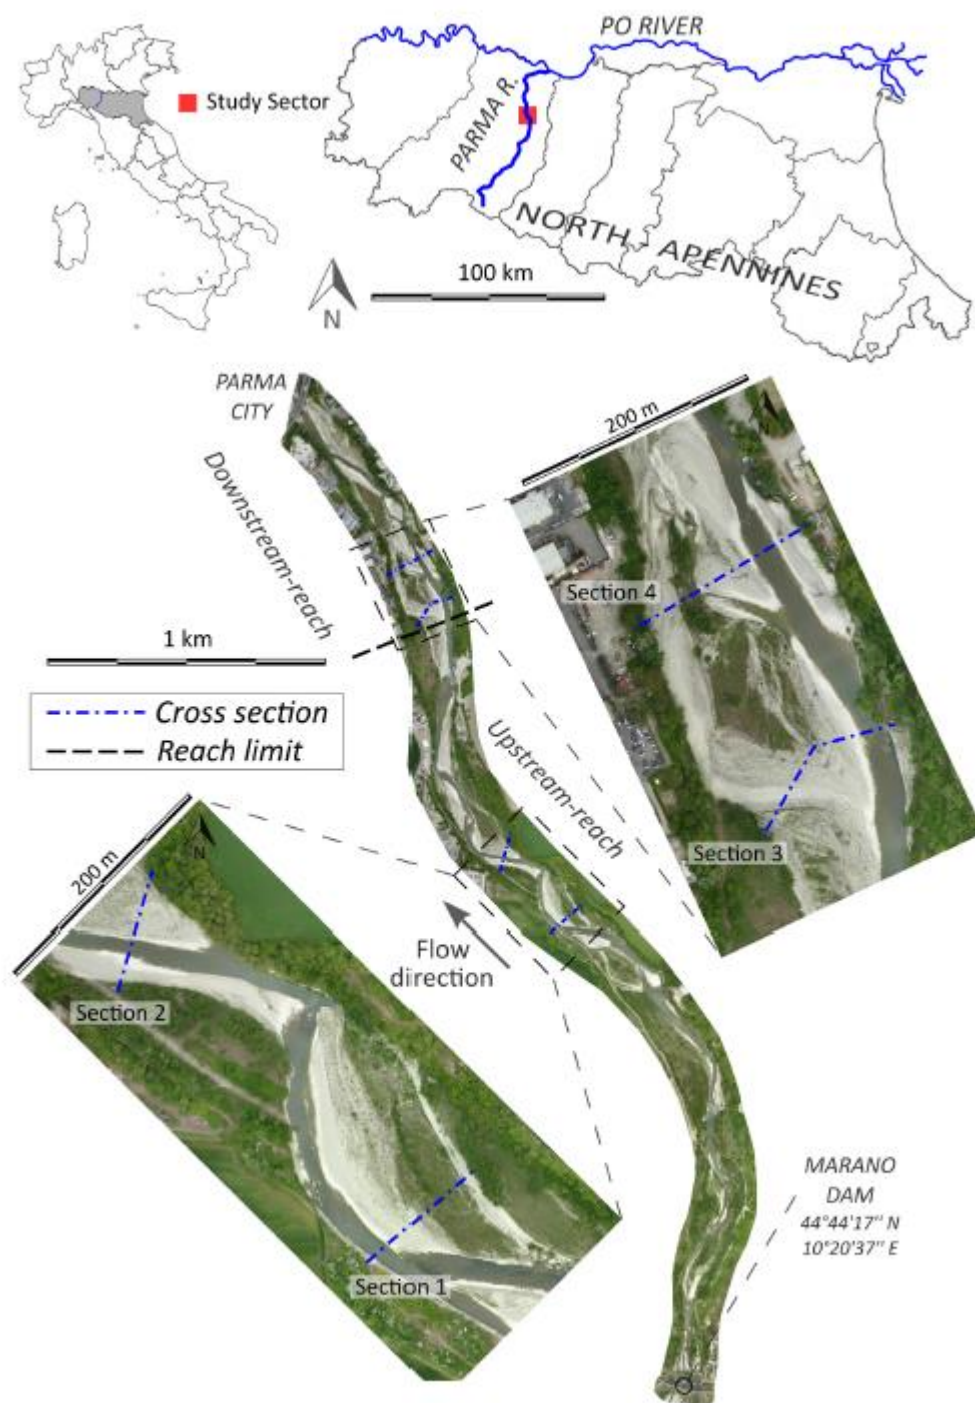 PO RIVER
Study Sector
PARMA R.
NORTH - APENNINES
100 km
N
PARMA
CITY
200 m
Downstream-reach
Section 4
1 km
Cross section
Reach limit
Upstream-reach
Section 3
200 m
N
Flow
direction
Section 2
MARANO
DAM
44°44'17'' N
10°20'37'' E
Section 1